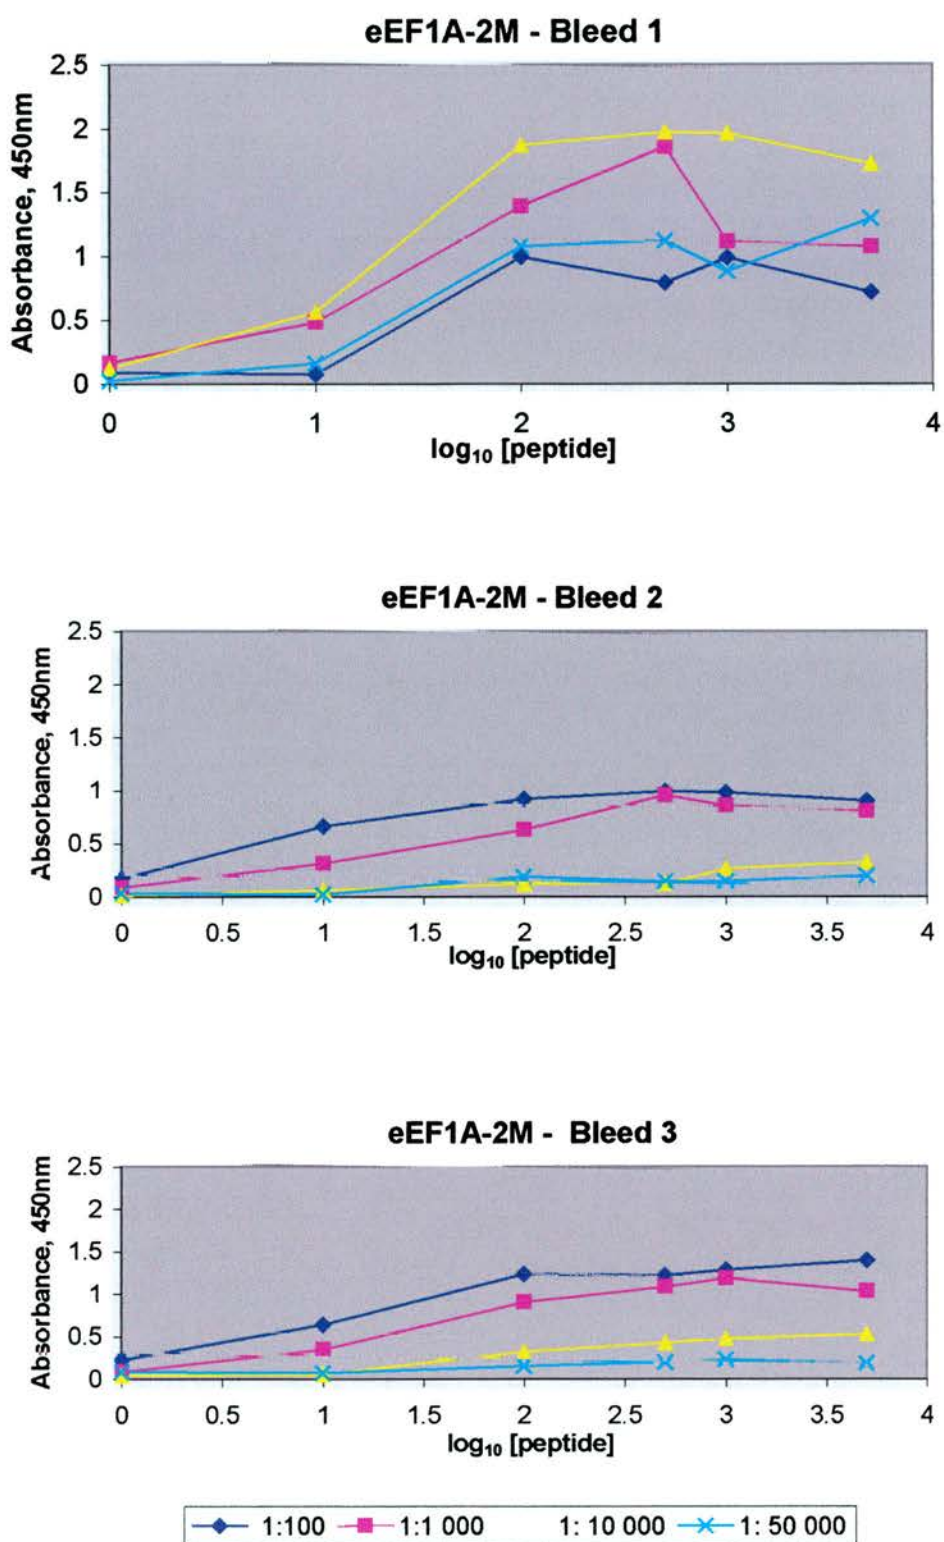 eEF1A-2M - Bleed 1
2.5
2
1.5
1
0.5
0
Absorbance, 450nm
0 1 2 3 4
log₁₀ [peptide]
eEF1A-2M - Bleed 2
2.5
2
1.5
1
0.5
0
Absorbance, 450nm
0 0.5 1 1.5 2 2.5 3 3.5 4
log₁₀ [peptide]
eEF1A-2M - Bleed 3
2.5
2
1.5
1
0.5
0
Absorbance, 450nm
0 0.5 1 1.5 2 2.5 3 3.5 4
log₁₀ [peptide]
1:100 1:1 000 1: 10 000 1: 50 000